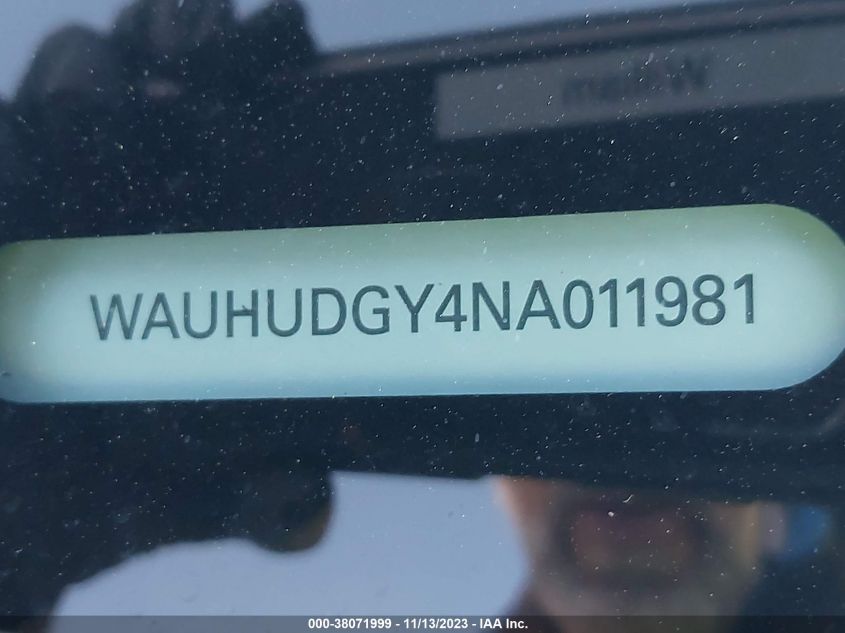 WAUHUDGY4NA011981
000-38071999 - 11/13/2023 - IAA Inc.